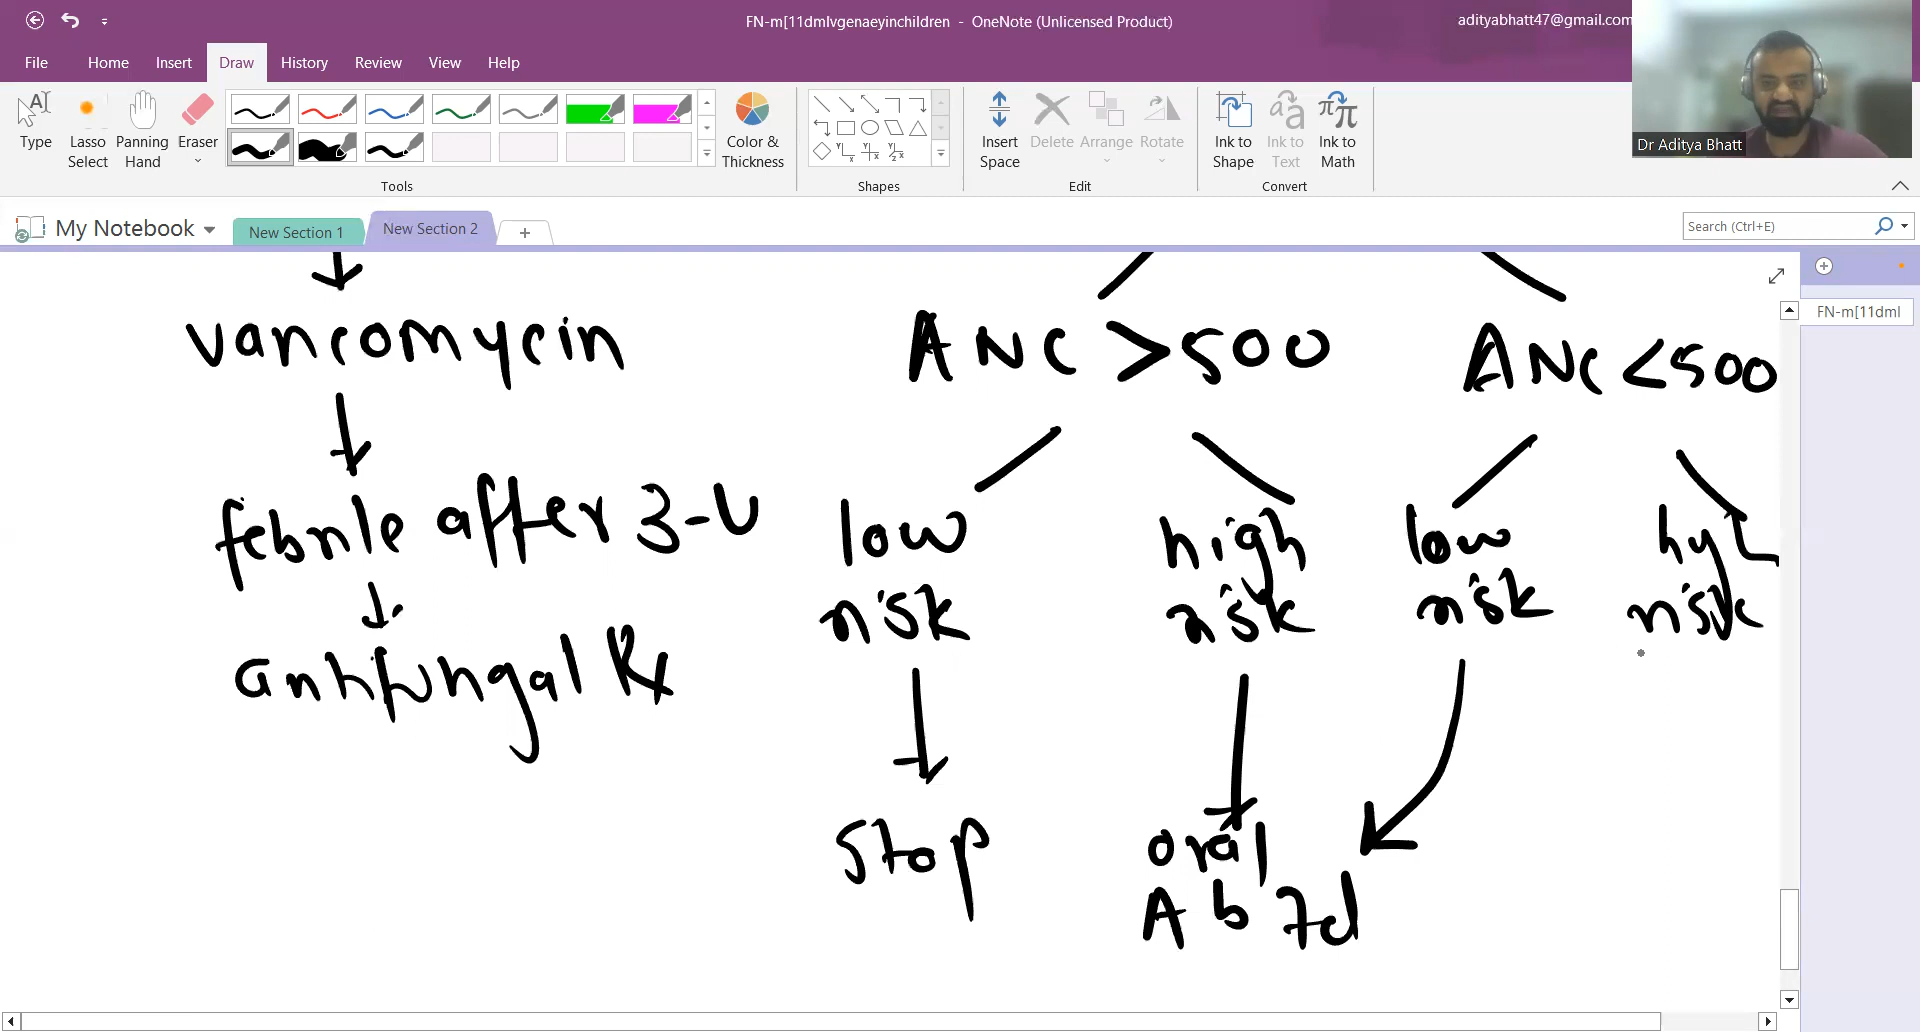 FN-m[11dmlvgenaeyinchildren - OneNote (Unlicensed Product)
adityabhatt47@gmail.com
File Home Insert Draw History Review View Help
Type
Lasso Select
Panning Hand
Eraser
Color & Thickness
Insert Space
Delete
Arrange
Rotate
Ink to Shape
Ink to Text
Ink to Math
Dr Aditya Bhatt
Tools Shapes Edit Convert
My Notebook
New Section 1
New Section 2
Search (Ctrl+E)
FN-m[11dml
vancomycin
ANC >500
ANC <500
febrile after 3-
low risk
high risk
low risk
risk
antifungal Rx
stop
oral
Ab 7d